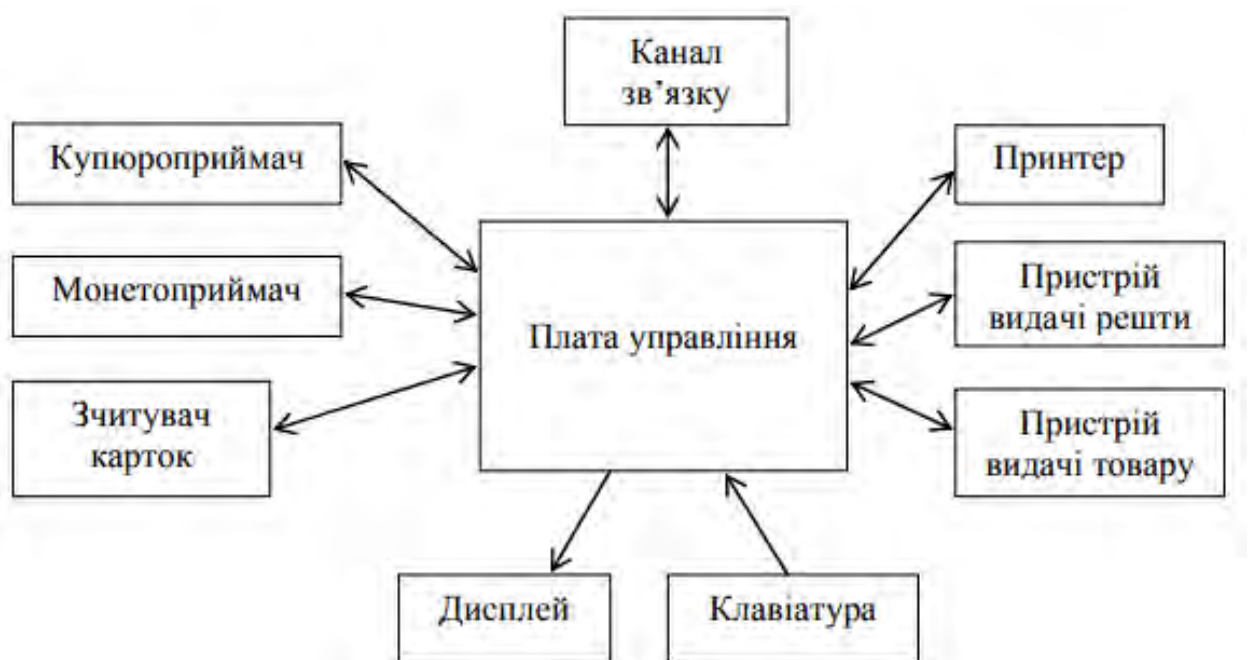 Канал
зв’язку
Купюроприймач
Принтер
Монетоприймач
Пристрій
видачі решти
Плата управління
Зчитувач
карток
Пристрій
видачі товару
Дисплей
Клавіатура